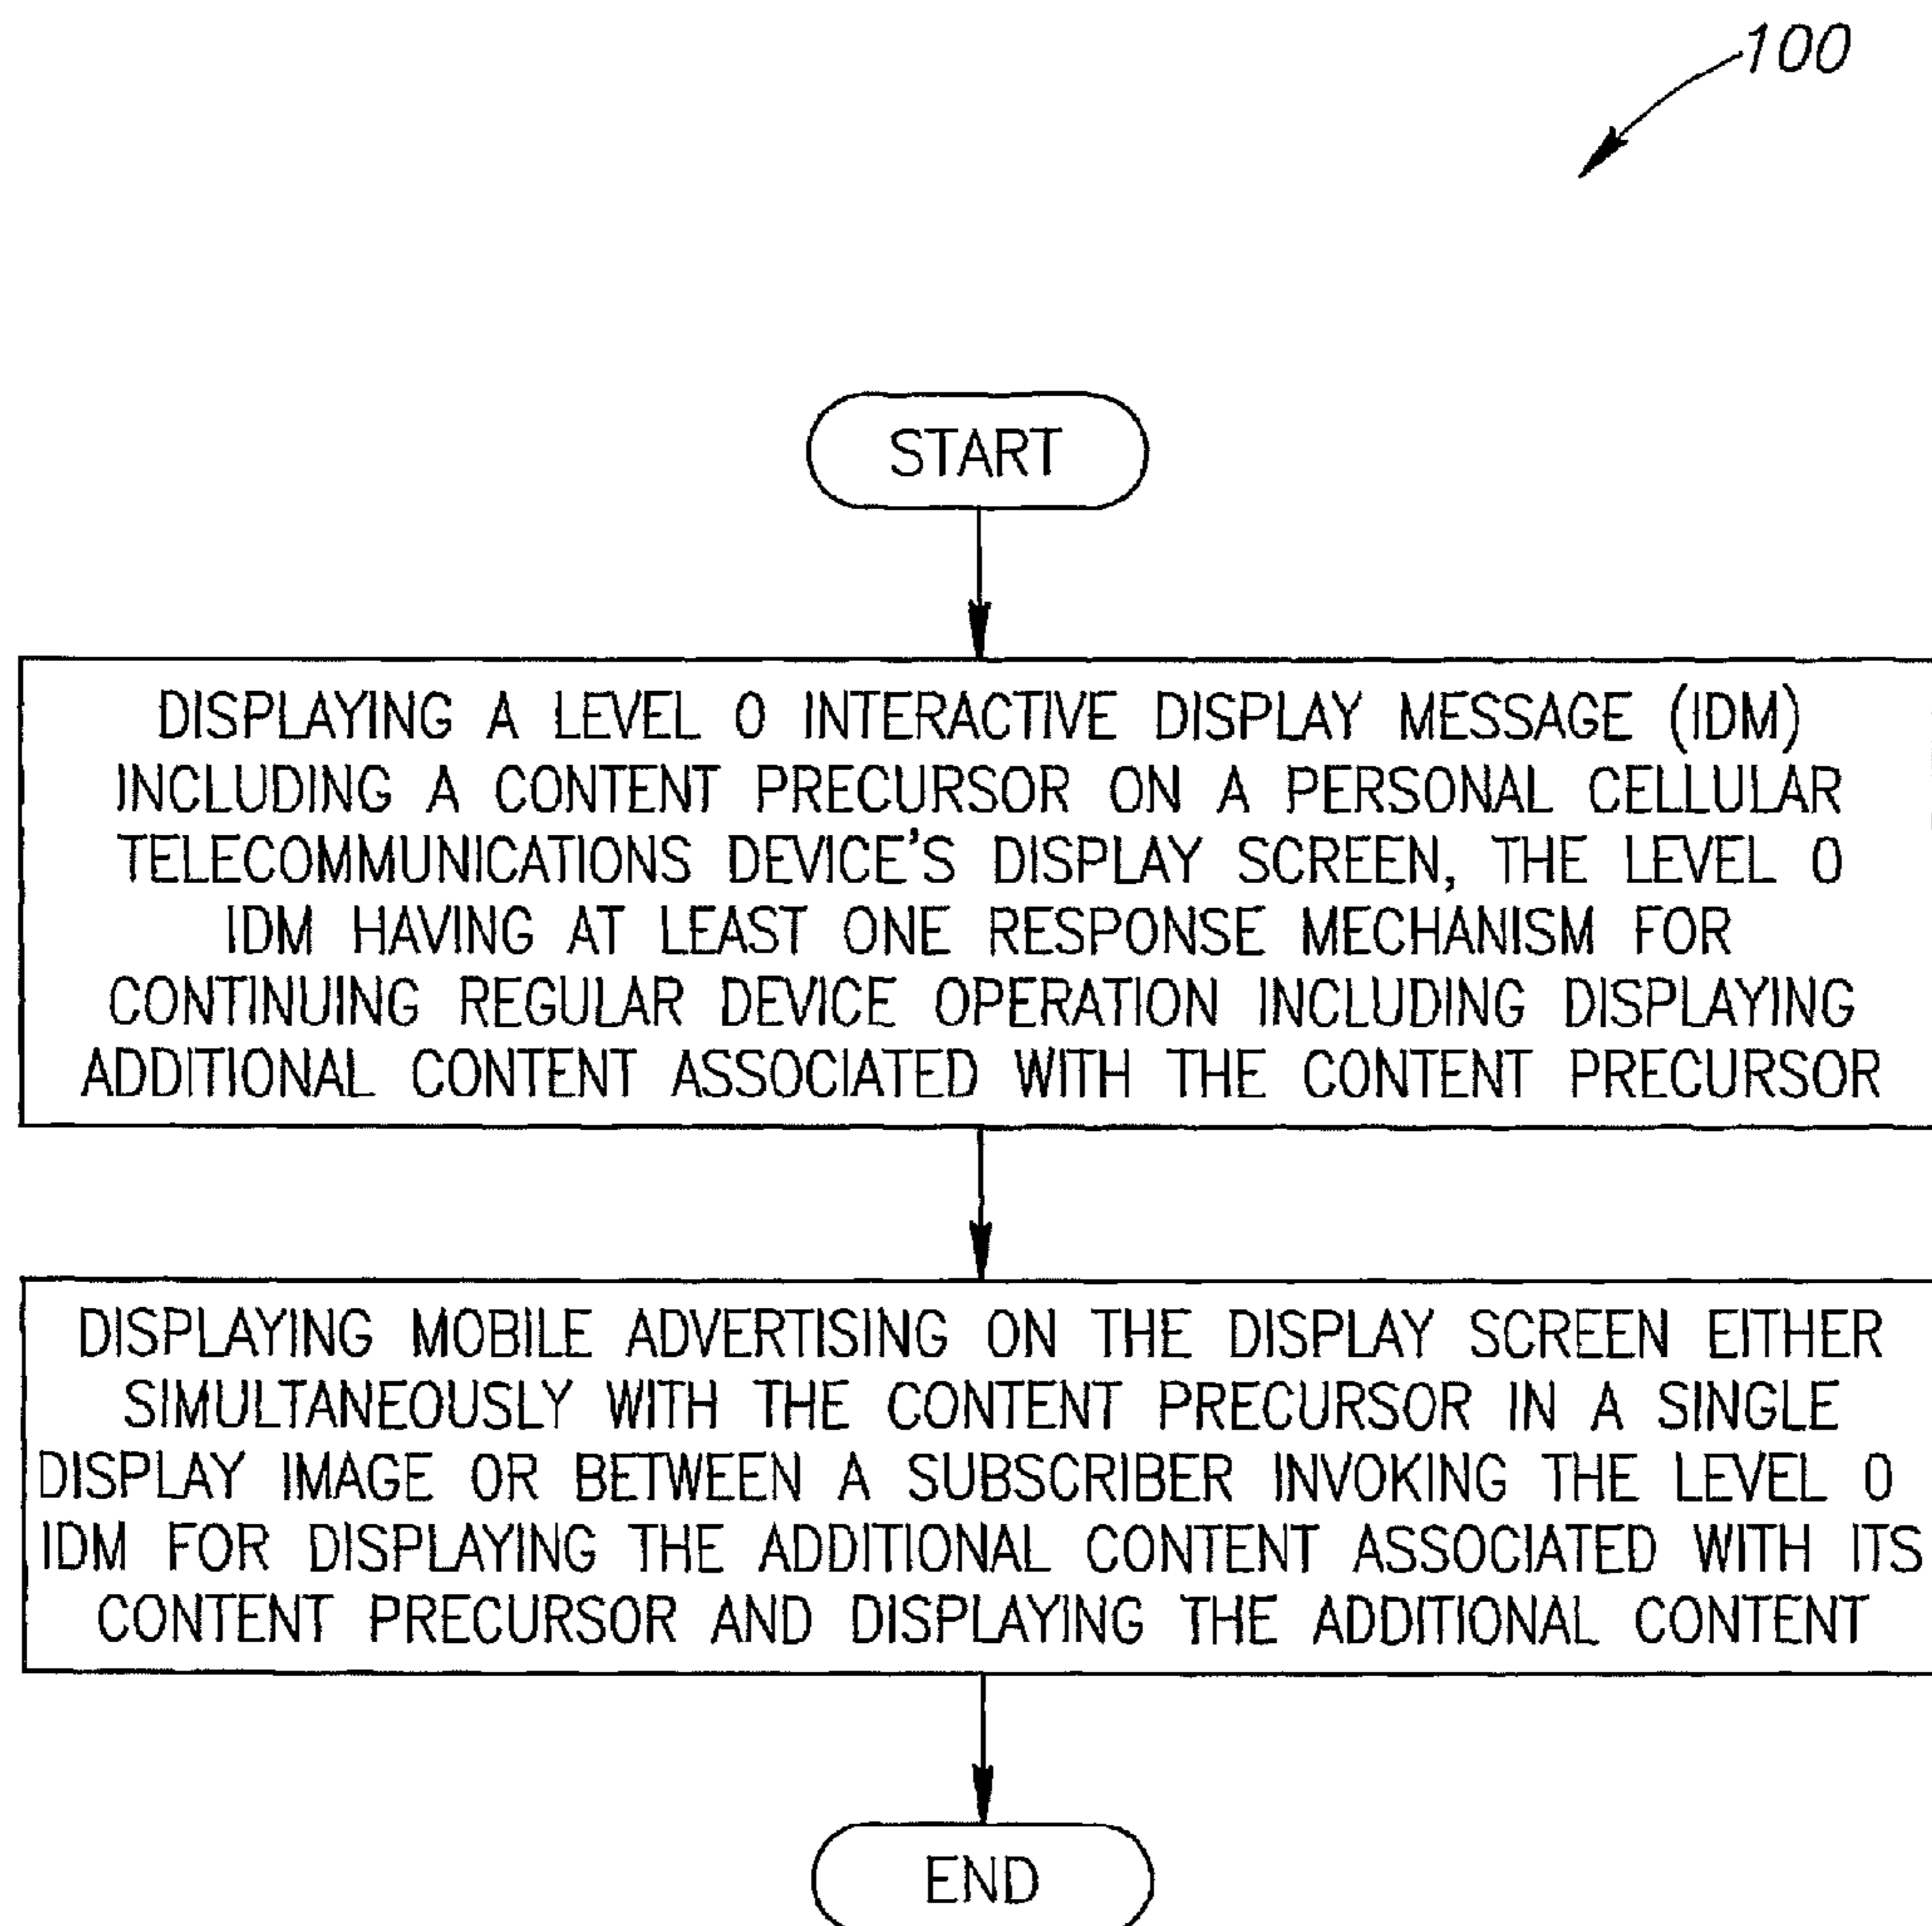 100
START
DISPLAYING A LEVEL 0 INTERACTIVE DISPLAY MESSAGE (IDM)
INCLUDING A CONTENT PRECURSOR ON A PERSONAL CELLULAR
TELECOMMUNICATIONS DEVICE'S DISPLAY SCREEN, THE LEVEL 0
IDM HAVING AT LEAST ONE RESPONSE MECHANISM FOR
CONTINUING REGULAR DEVICE OPERATION INCLUDING DISPLAYING
ADDITIONAL CONTENT ASSOCIATED WITH THE CONTENT PRECURSOR
DISPLAYING MOBILE ADVERTISING ON THE DISPLAY SCREEN EITHER
SIMULTANEOUSLY WITH THE CONTENT PRECURSOR IN A SINGLE
DISPLAY IMAGE OR BETWEEN A SUBSCRIBER INVOKING THE LEVEL 0
IDM FOR DISPLAYING THE ADDITIONAL CONTENT ASSOCIATED WITH ITS
CONTENT PRECURSOR AND DISPLAYING THE ADDITIONAL CONTENT
END